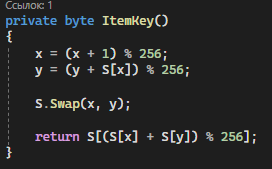 Ссылок: 1
private byte ItemKey()
{
x = (x + 1) % 256;
y = (y + S[x]) % 256;
S.Swap(x, y);
return S[(S[x] + S[y]) % 256];
}